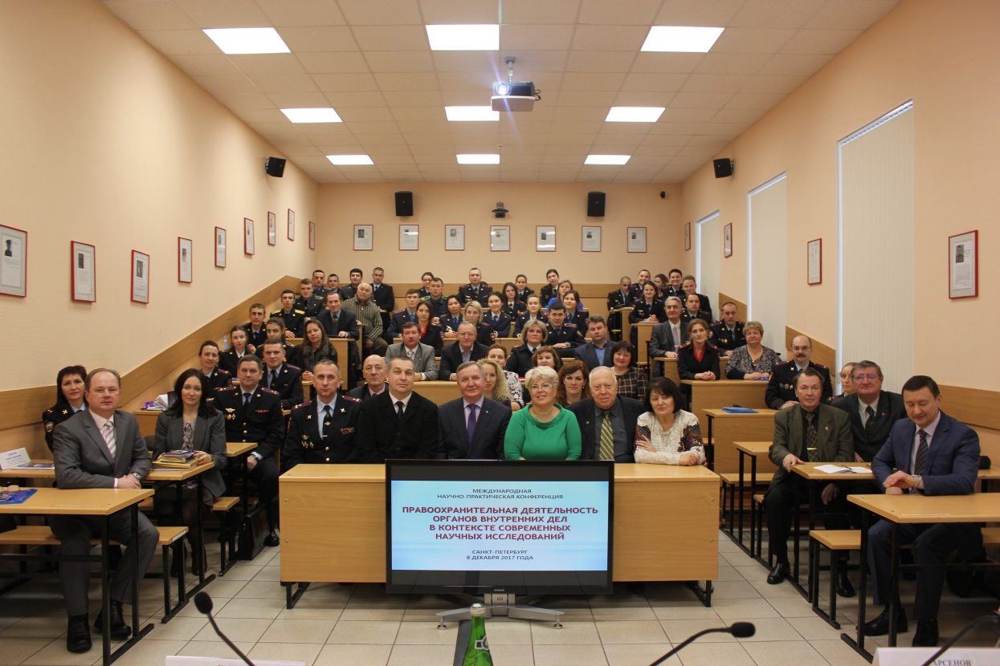 МЕЖДУНАРОДНАЯ
НАУЧНО-ПРАКТИЧЕСКАЯ КОНФЕРЕНЦИЯ
ПРАВООХРАНИТЕЛЬНАЯ ДЕЯТЕЛЬНОСТЬ
ОРГАНОВ ВНУТРЕННИХ ДЕЛ
В КОНТЕКСТЕ СОВРЕМЕННЫХ
НАУЧНЫХ ИССЛЕДОВАНИЙ
САНКТ-ПЕТЕРБУРГ
8 ДЕКАБРЯ 2017 ГОДА
SAMSUNG
АРСЕНОВ